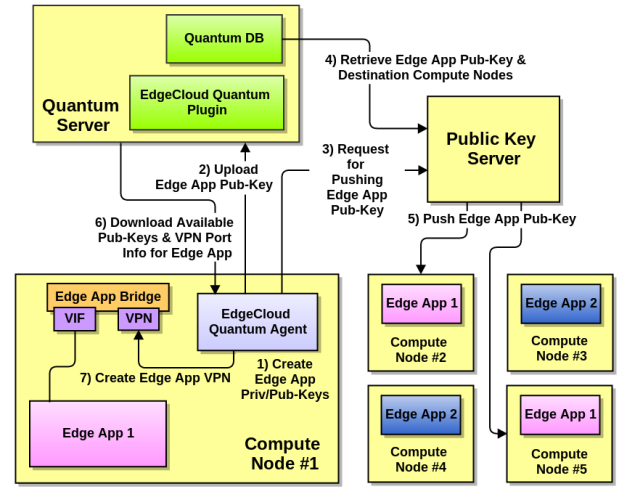 Quantum DB
EdgeCloud Quantum
Plugin
Quantum
Server
4) Retrieve Edge App Pub-Key &
Destination Compute Nodes
Public Key
Server
2) Upload
Edge App Pub-Key
3) Request
for
Pushing
Edge App
Pub-Key
6) Download Available
Pub-Keys & VPN Port
Info for Edge App
5) Push Edge App Pub-Key
Edge App Bridge
VIF
VPN
EdgeCloud
Quantum Agent
7) Create Edge App VPN
1) Create
Edge App
Priv/Pub-Keys
Edge App 1
Compute
Node #1
Edge App 1
Compute
Node #2
Edge App 2
Compute
Node #3
Edge App 2
Compute
Node #4
Edge App 1
Compute
Node #5